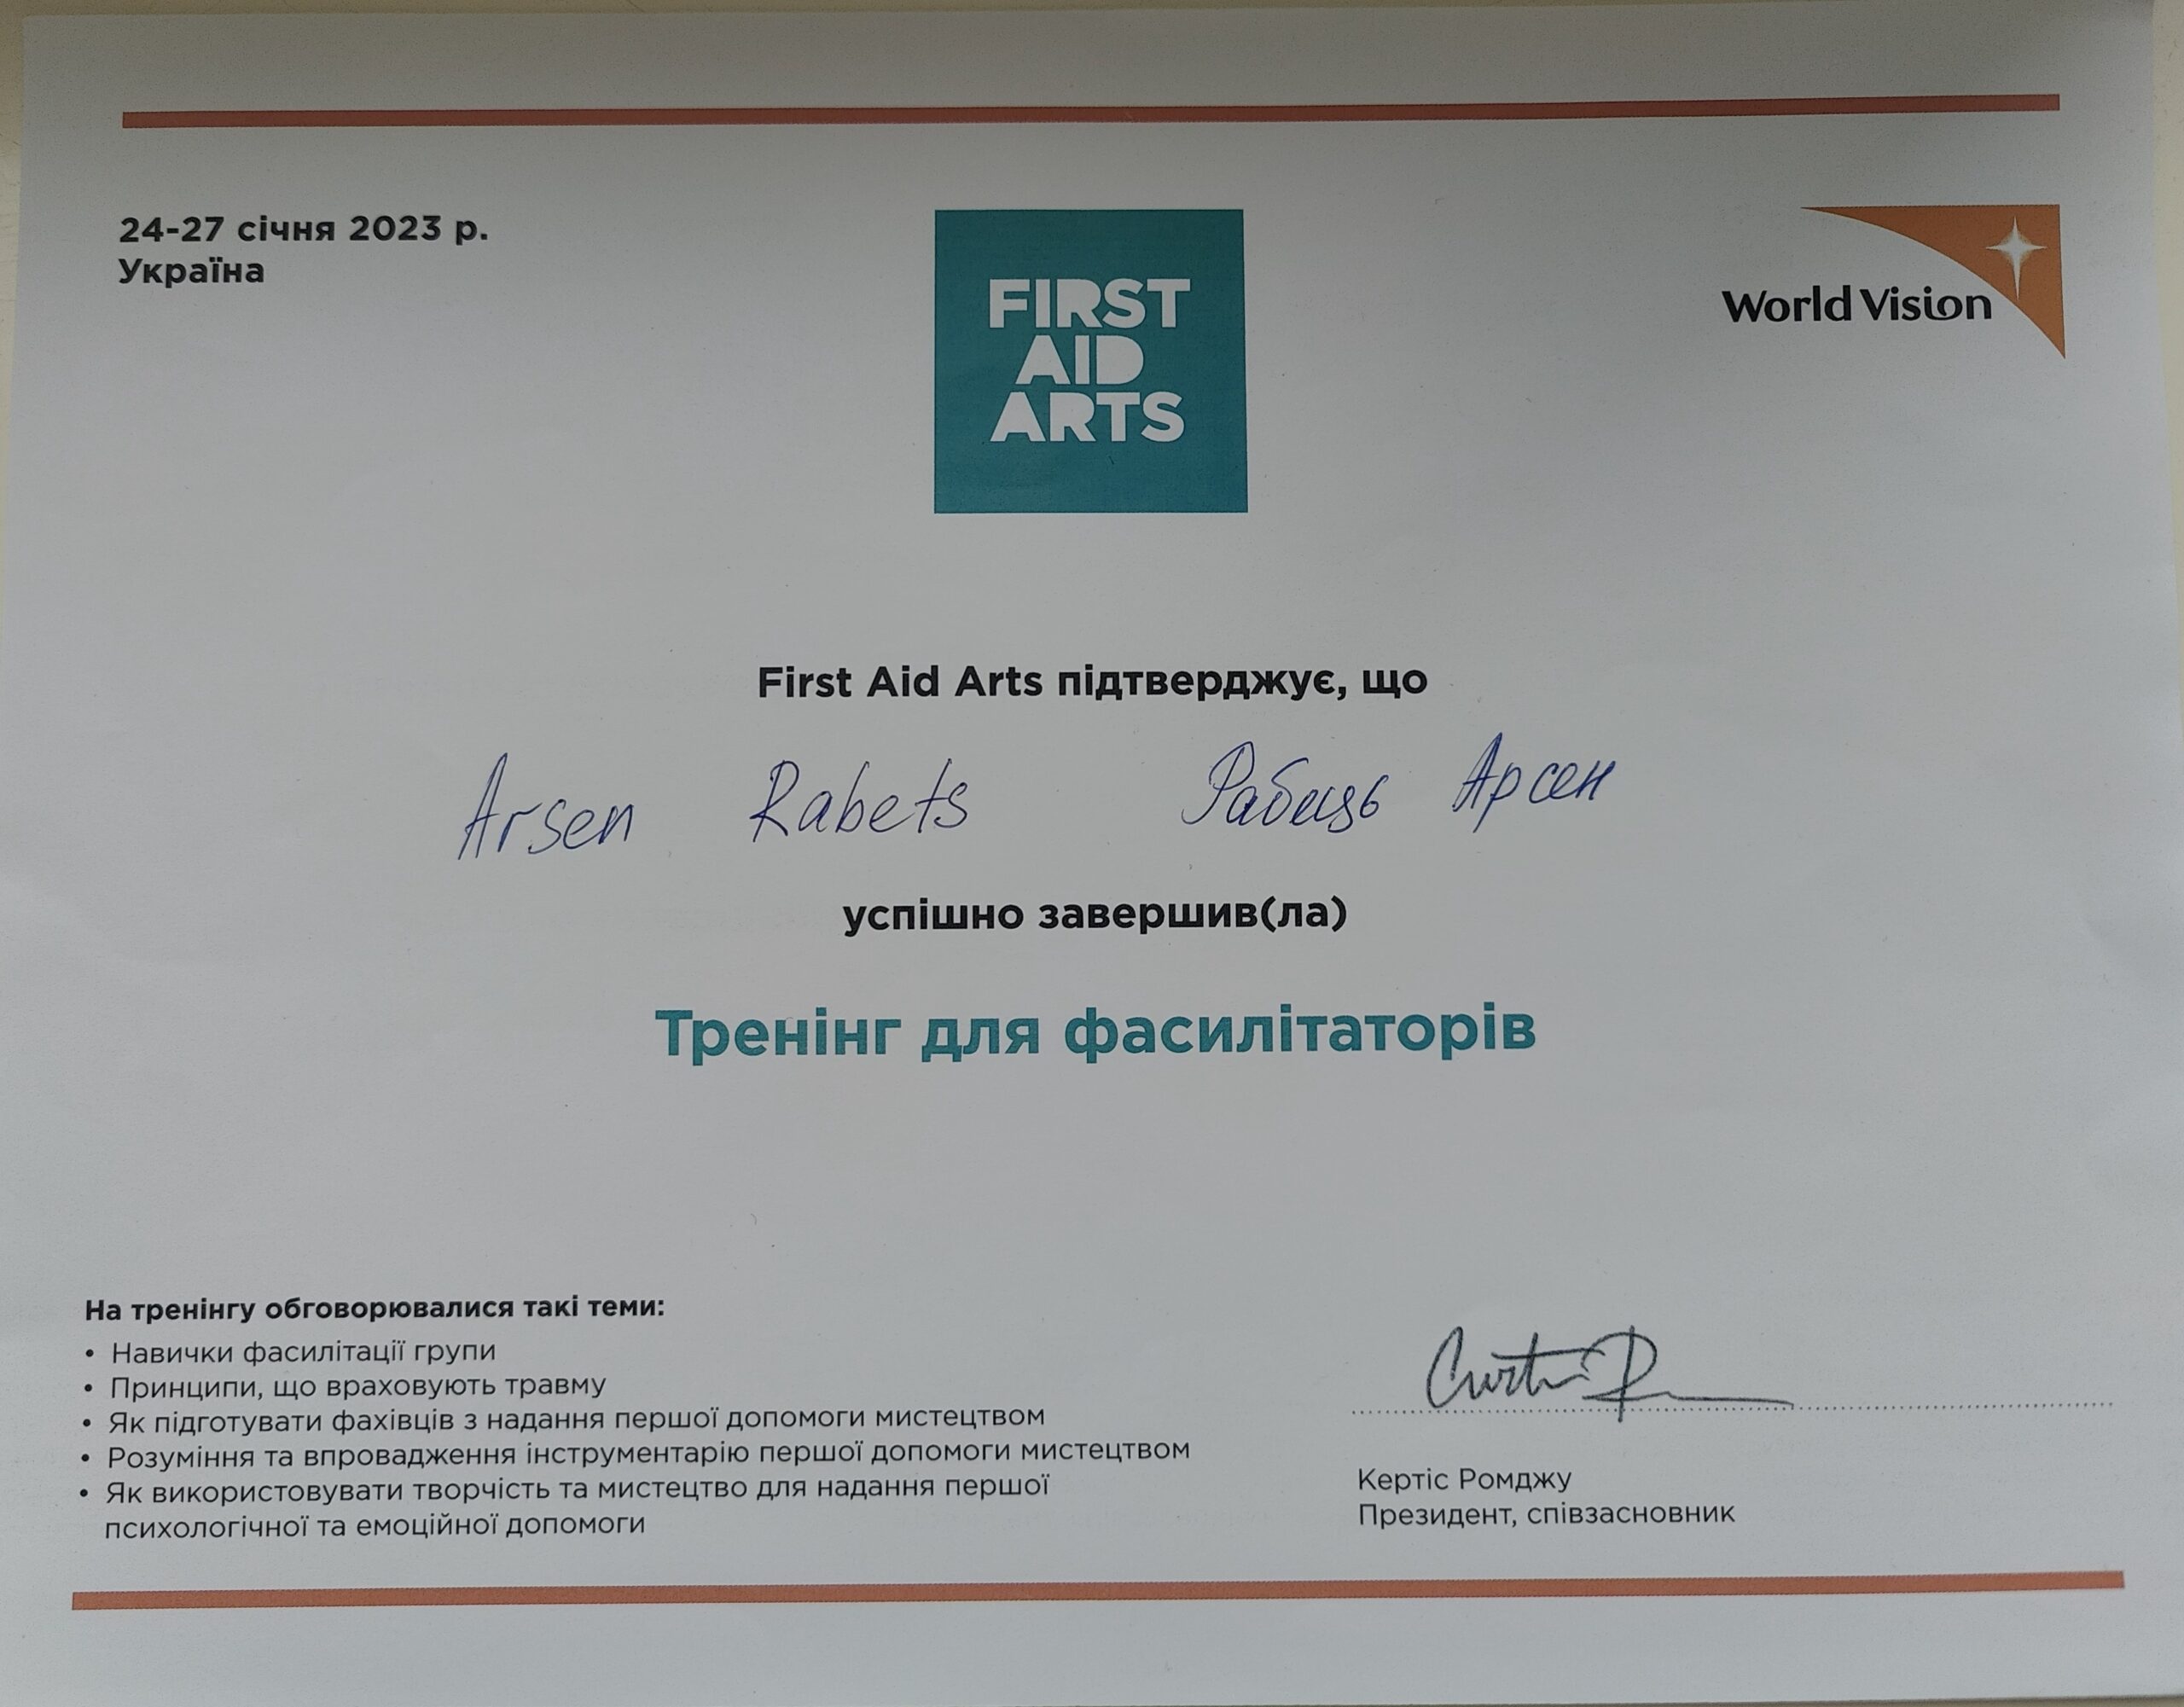 24-27 січня 2023 р.
Україна
FIRST
AID
ARTS
World Vision
First Aid Arts підтверджує, що
Arsen Rabets Рабець Арсен
успішно завершив(ла)
Тренінг для фасилітаторів
На тренінгу обговорювалися такі теми:
• Навички фасилітації групи
• Принципи, що враховують травму
• Як підготувати фахівців з надання першої допомоги мистецтвом
• Розуміння та впровадження інструментарію першої допомоги мистецтвом
• Як використовувати творчість та мистецтво для надання першої
психологічної та емоційної допомоги
Кертіс Ромджу
Президент, співзасновник